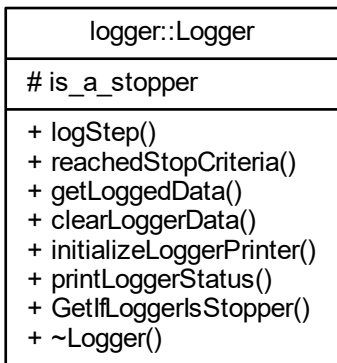 logger::Logger
# is_a_stopper
+ logStep()
+ reachedStopCriteria()
+ getLoggedData()
+ clearLoggerData()
+ initializeLoggerPrinter()
+ printLoggerStatus()
+ GetIfLoggerIsStopper()
+ ~Logger()